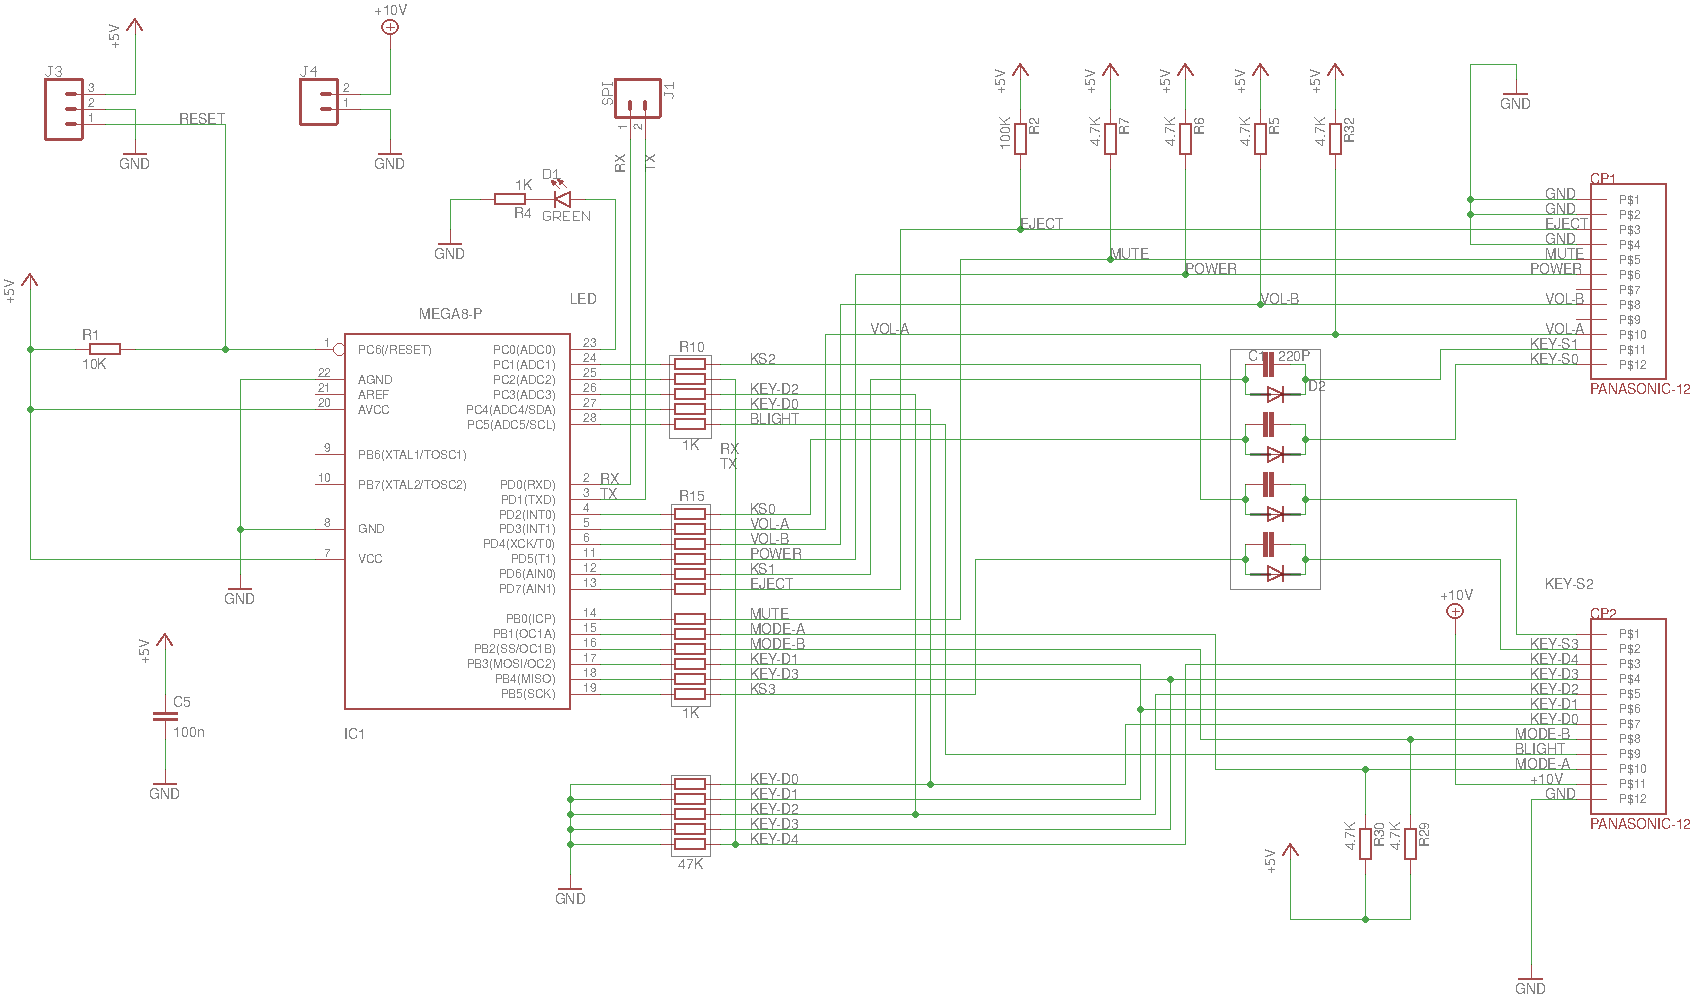 +5V
J3
3
2
1
RESET
GND
+10V
J4
2
1
GND
SPI
J1
1
2
RX
TX
D1
1K
R4
GREEN
GND
LED
+5V
R1
10K
MEGA8-P
1
PC6(/RESET)
22
AGND
21
AREF
20
AVCC
9
PB6(XTAL1/TOSC1)
10
PB7(XTAL2/TOSC2)
8
GND
7
VCC
GND
IC1
PC0(ADC0)
23
PC1(ADC1)
24
PC2(ADC2)
25
PC3(ADC3)
26
PC4(ADC4/SDA)
27
PC5(ADC5/SCL)
28
PD0(RXD)
2
RX
PD1(TXD)
3
TX
PD2(INT0)
4
PD3(INT1)
5
PD4(XCK/T0)
6
PD5(T1)
11
PD6(AIN0)
12
PD7(AIN1)
13
PB0(ICP)
14
PB1(OC1A)
15
PB2(SS/OC1B)
16
PB3(MOSI/OC2)
17
PB4(MISO)
18
PB5(SCK)
19
R10
KS2
KEY-D2
KEY-D0
BLIGHT
1K
RX
TX
R15
KS0
VOL-A
VOL-B
POWER
KS1
EJECT
MUTE
MODE-A
MODE-B
KEY-D1
KEY-D3
KS3
1K
KEY-D0
KEY-D1
KEY-D2
KEY-D3
KEY-D4
47K
GND
+5V
C5
100n
GND
+5V
100K
R2
+5V
4.7K
R7
+5V
4.7K
R6
+5V
4.7K
R5
+5V
4.7K
R32
EJECT
MUTE
POWER
VOL-B
VOL-A
GND
C1
220P
D2
CP1
GND
P$1
GND
P$2
EJECT
P$3
GND
P$4
MUTE
P$5
POWER
P$6
P$7
VOL-B
P$8
P$9
VOL-A
P$10
KEY-S1
P$11
KEY-S0
P$12
PANASONIC-12
KEY-S2
+10V
CP2
P$1
KEY-S3
P$2
KEY-D4
P$3
KEY-D3
P$4
KEY-D2
P$5
KEY-D1
P$6
KEY-D0
P$7
MODE-B
P$8
BLIGHT
P$9
MODE-A
P$10
+10V
P$11
GND
P$12
PANASONIC-12
+5V
4.7K
R30
4.7K
R29
GND